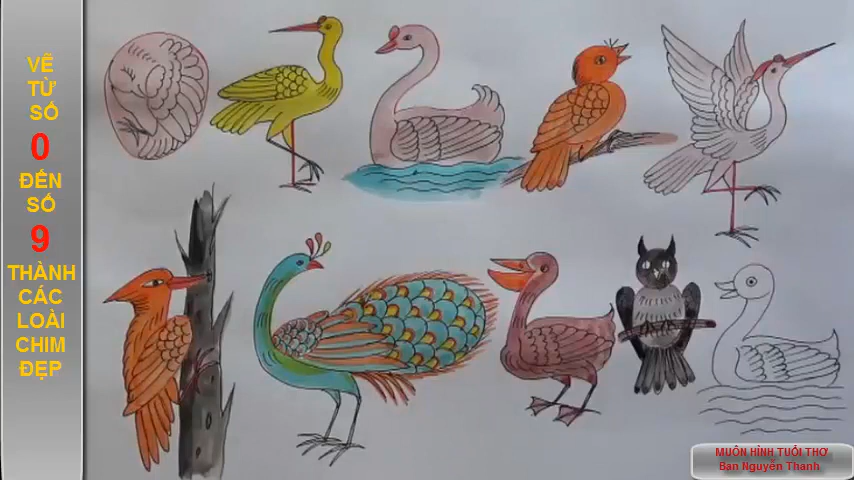 VẼ
TỪ
SỐ
0
ĐẾN
SỐ
9
THÀNH
CÁC
LOÀI
CHIM
ĐẸP
MUÔN HÌNH TUỔI THƠ
Bạn Nguyễn Thanh